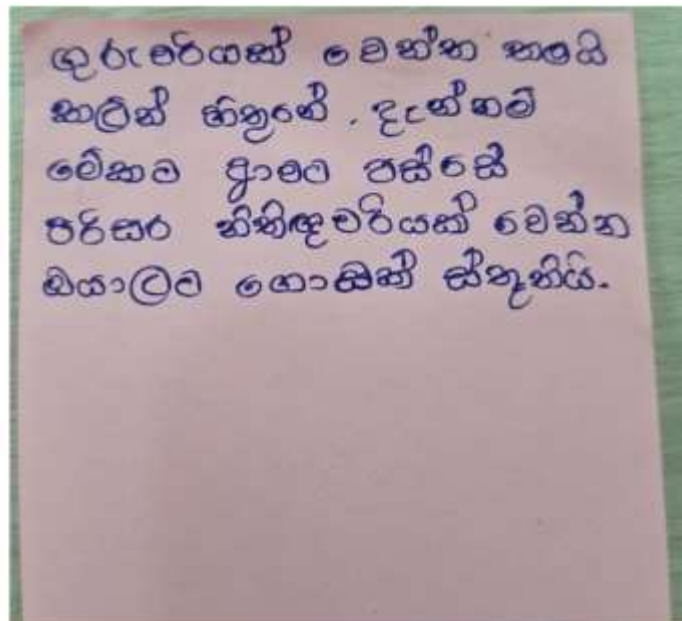 ගුරුවරියක් වෙන්න තමයි
කලින් හිතුනේ. දැන්නම්
මේකට ආවට පස්සේ
පරිසර නීතිඥවරියක් වෙන්න
ඔයාලට ගොඩක් ස්තූතියි.